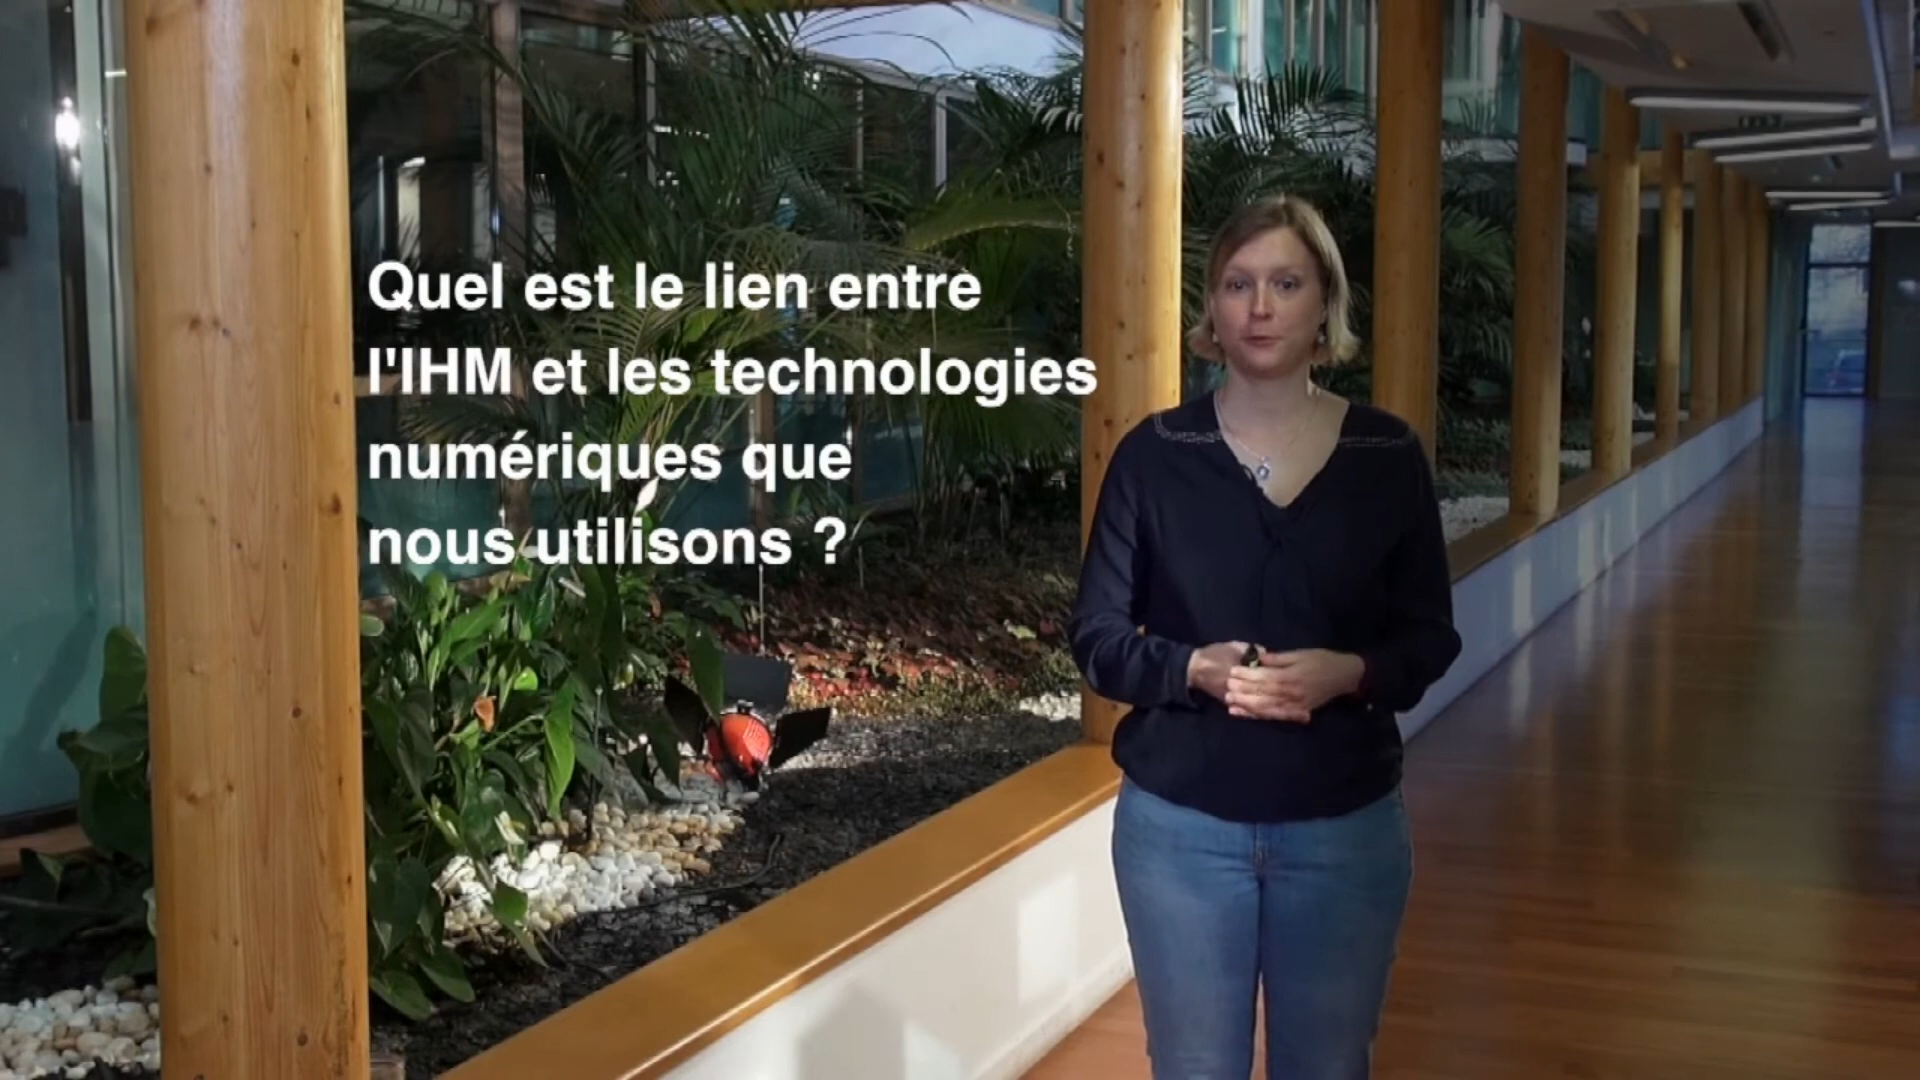 Quel est le lien entre
l'IHM et les technologies
numériques que
nous utilisons ?